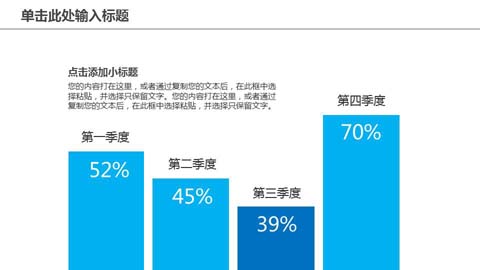 单击此处输入标题
点击添加小标题
您的内容打在这里，或者通过复制您的文本后，在此框中选
择粘贴，并选择只保留文字。您的内容打在这里，或者通过
复制您的文本后，在此框中选择粘贴，并选择只保留文字。
第一季度
52%
第二季度
45%
第三季度
39%
第四季度
70%